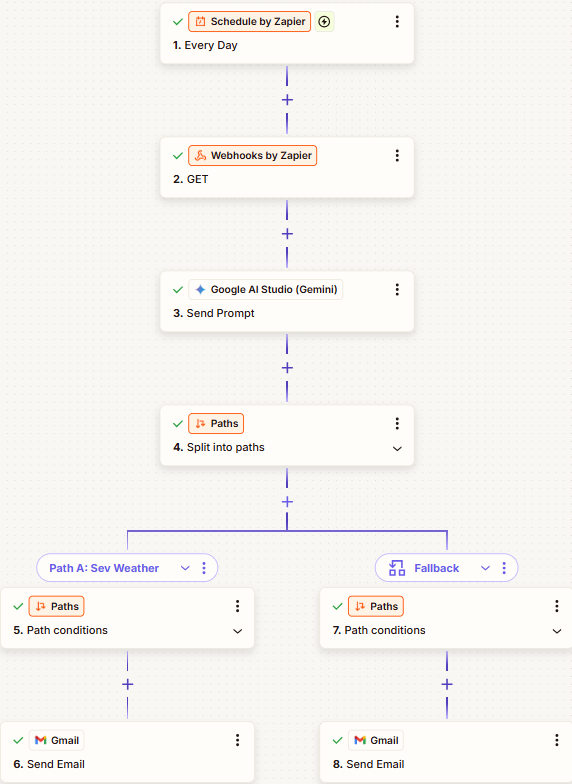 Schedule by Zapier
1. Every Day
Webhooks by Zapier
2. GET
Google AI Studio (Gemini)
3. Send Prompt
Paths
4. Split into paths
Path A: Sev Weather
Fallback
Paths
5. Path conditions
Paths
7. Path conditions
Gmail
6. Send Email
Gmail
8. Send Email